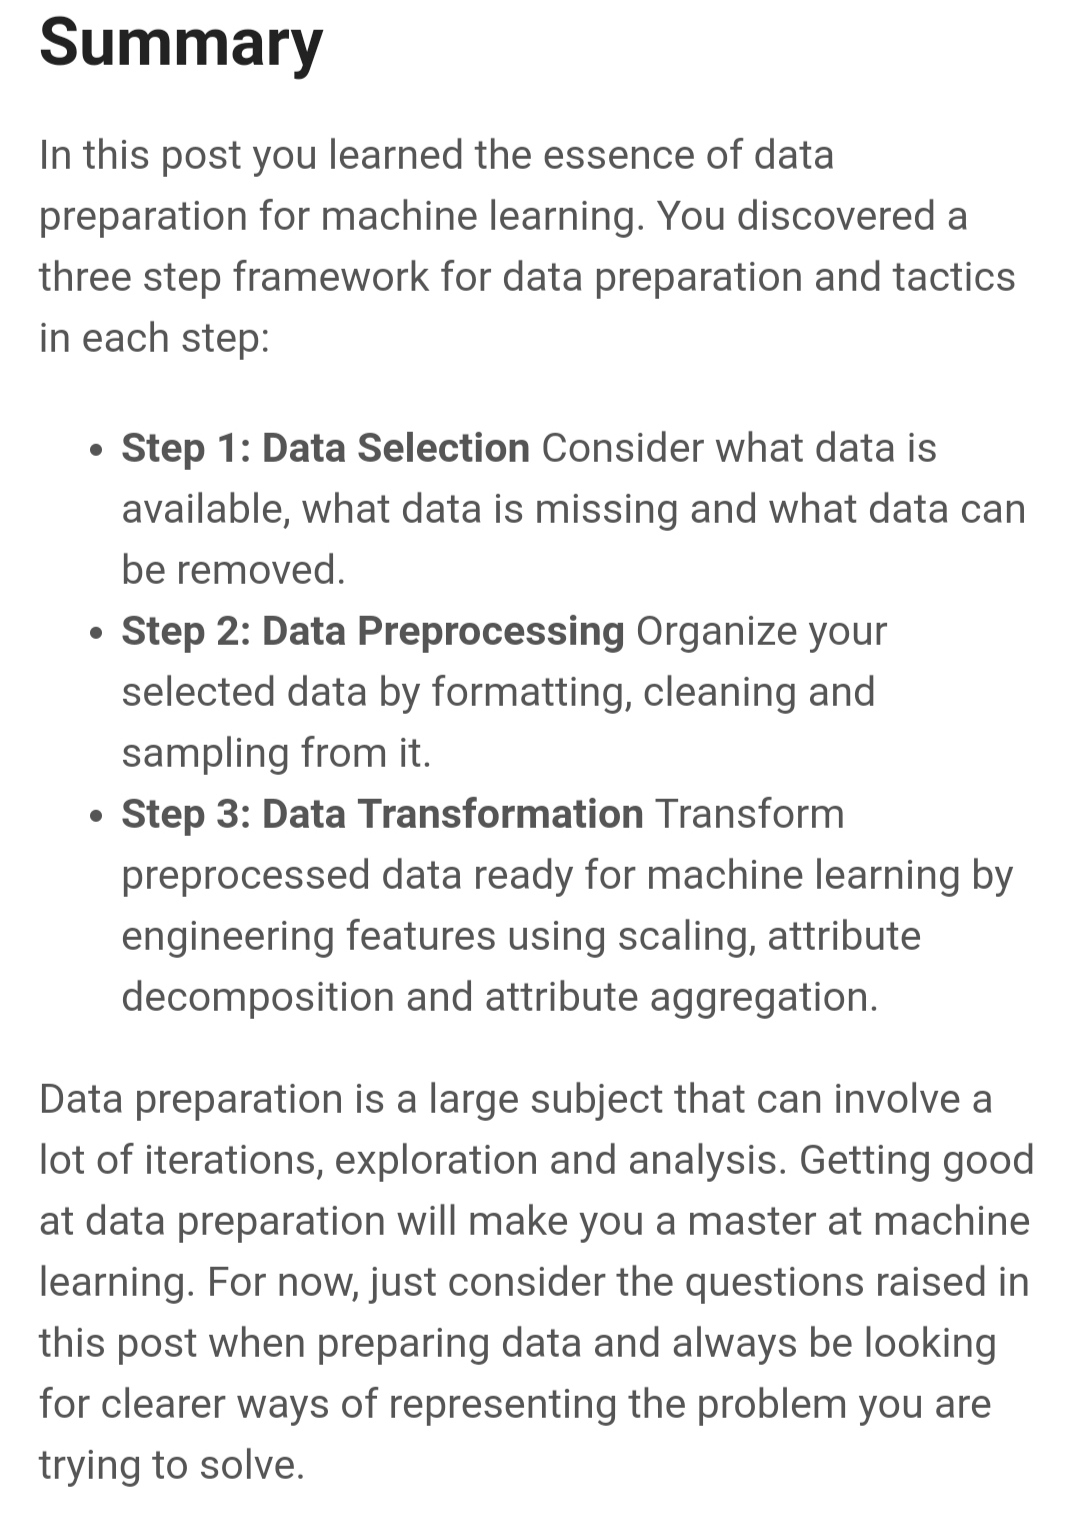 Summary
In this post you learned the essence of data
preparation for machine learning. You discovered a
three step framework for data preparation and tactics
in each step:
• Step 1: Data Selection Consider what data is
available, what data is missing and what data can
be removed.
• Step 2: Data Preprocessing Organize your
selected data by formatting, cleaning and
sampling from it.
• Step 3: Data Transformation Transform
preprocessed data ready for machine learning by
engineering features using scaling, attribute
decomposition and attribute aggregation.
Data preparation is a large subject that can involve a
lot of iterations, exploration and analysis. Getting good
at data preparation will make you a master at machine
learning. For now, just consider the questions raised in
this post when preparing data and always be looking
for clearer ways of representing the problem you are
trying to solve.